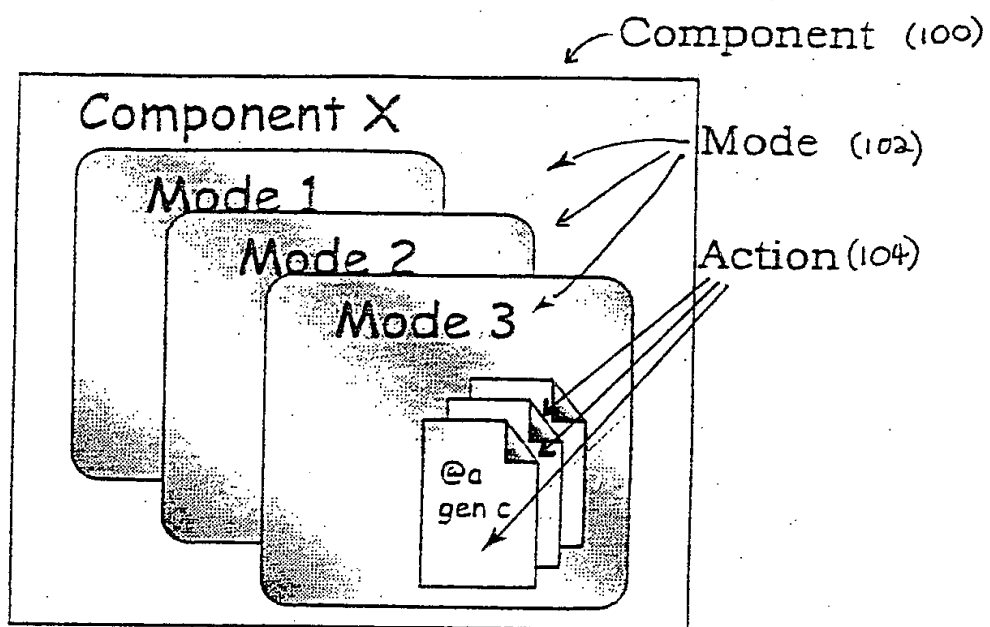 Component (100)
Component X
Mode (102)
Mode 1
Action (104)
Mode 2
Mode 3
@a
gen c